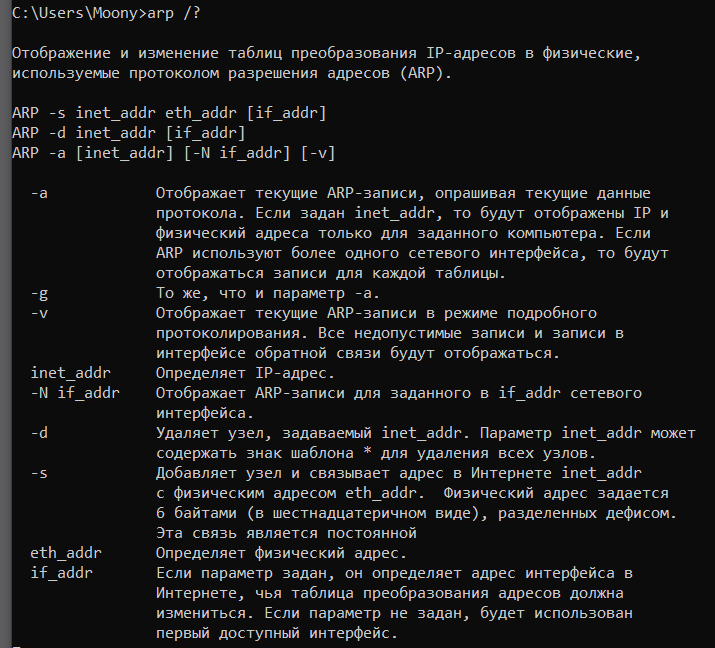 C:\Users\Moony>arp /?
Отображение и изменение таблиц преобразования IP-адресов в физические,
используемые протоколом разрешения адресов (ARP).
ARP -s inet_addr eth_addr [if_addr]
ARP -d inet_addr [if_addr]
ARP -a [inet_addr] [-N if_addr] [-v]
-a Отображает текущие ARP-записи, опрашивая текущие данные
протокола. Если задан inet_addr, то будут отображены IP и
физический адреса только для заданного компьютера. Если
ARP используют более одного сетевого интерфейса, то будут
отображаться записи для каждой таблицы.
-g То же, что и параметр -a.
-v Отображает текущие ARP-записи в режиме подробного
протоколирования. Все недопустимые записи и записи в
интерфейсе обратной связи будут отображаться.
inet_addr Определяет IP-адрес.
-N if_addr Отображает ARP-записи для заданного в if_addr сетевого
интерфейса.
-d Удаляет узел, задаваемый inet_addr. Параметр inet_addr может
содержать знак шаблона * для удаления всех узлов.
-s Добавляет узел и связывает адрес в Интернете inet_addr
с физическим адресом eth_addr. Физический адрес задается
6 байтами (в шестнадцатеричном виде), разделенных дефисом.
Эта связь является постоянной
eth_addr Определяет физический адрес.
if_addr Если параметр задан, он определяет адрес интерфейса в
Интернете, чья таблица преобразования адресов должна
измениться. Если параметр не задан, будет использован
первый доступный интерфейс.